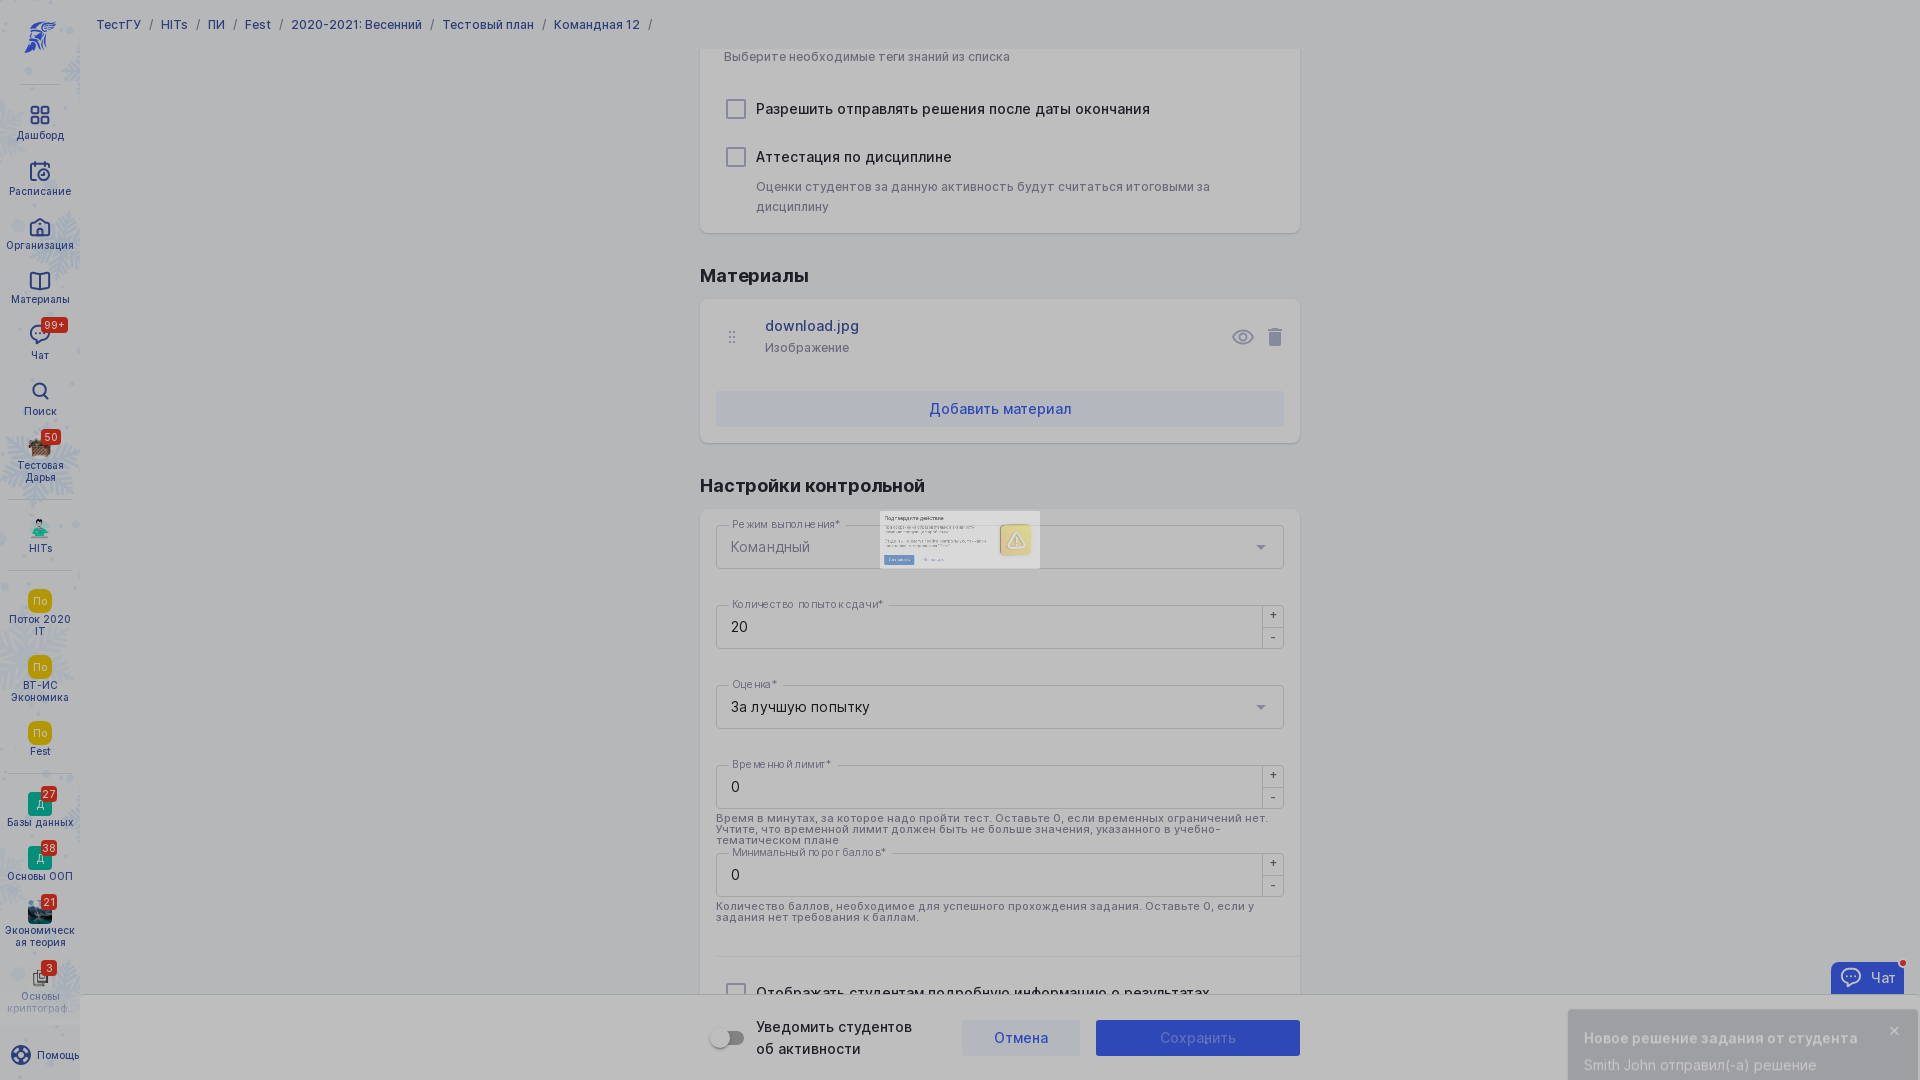 ТестГУ / HITs / ПИ / Fest / 2020-2021: Весенний / Тестовый план / Командная 12 /
Дашборд
Расписание
Организация
Материалы
99+
Чат
Поиск
50
Тестовая
Дарья
HITs
По
Поток 2020
IT
По
ВТ-ИС
Экономика
По
Fest
27
Д
Базы данных
38
Д
Основы ООП
21
Экономическ
ая теория
3
Основы
криптограф...
Помощь
Выберите необходимые теги знаний из списка
Разрешить отправлять решения после даты окончания
Аттестация по дисциплине
Оценки студентов за данную активность будут считаться итоговыми за
дисциплину
Материалы
download.jpg
Изображение
Добавить материал
Настройки контрольной
Режим выполнения*
Командный
Подтвердите действие
Количество попыток сдачи*
20
+
-
Оценка*
За лучшую попытку
Временной лимит*
0
+
-
Время в минутах, за которое надо пройти тест. Оставьте 0, если временных ограничений нет.
Учтите, что временной лимит должен быть не больше значения, указанного в учебно-
тематическом плане
Минимальный порог баллов*
0
+
-
Количество баллов, необходимое для успешного прохождения задания. Оставьте 0, если у
задания нет требования к баллам.
Отображать студентам подробную информацию о результатах
Уведомить студентов
об активности
Отмена
Сохранить
Чат
Новое решение задания от студента
Smith John отправил(-а) решение